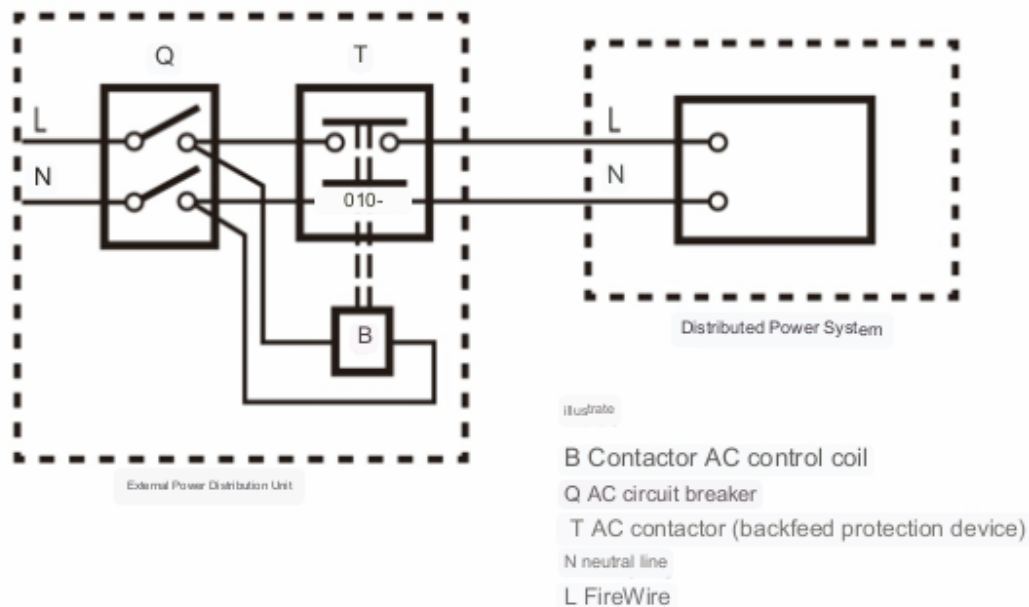 Q
T
L
N
010-
B
External Power Distribution Unit
L
N
Distributed Power System
illustrate
B Contactor AC control coil
Q AC circuit breaker
T AC contactor (backfeed protection device)
N neutral line
L FireWire